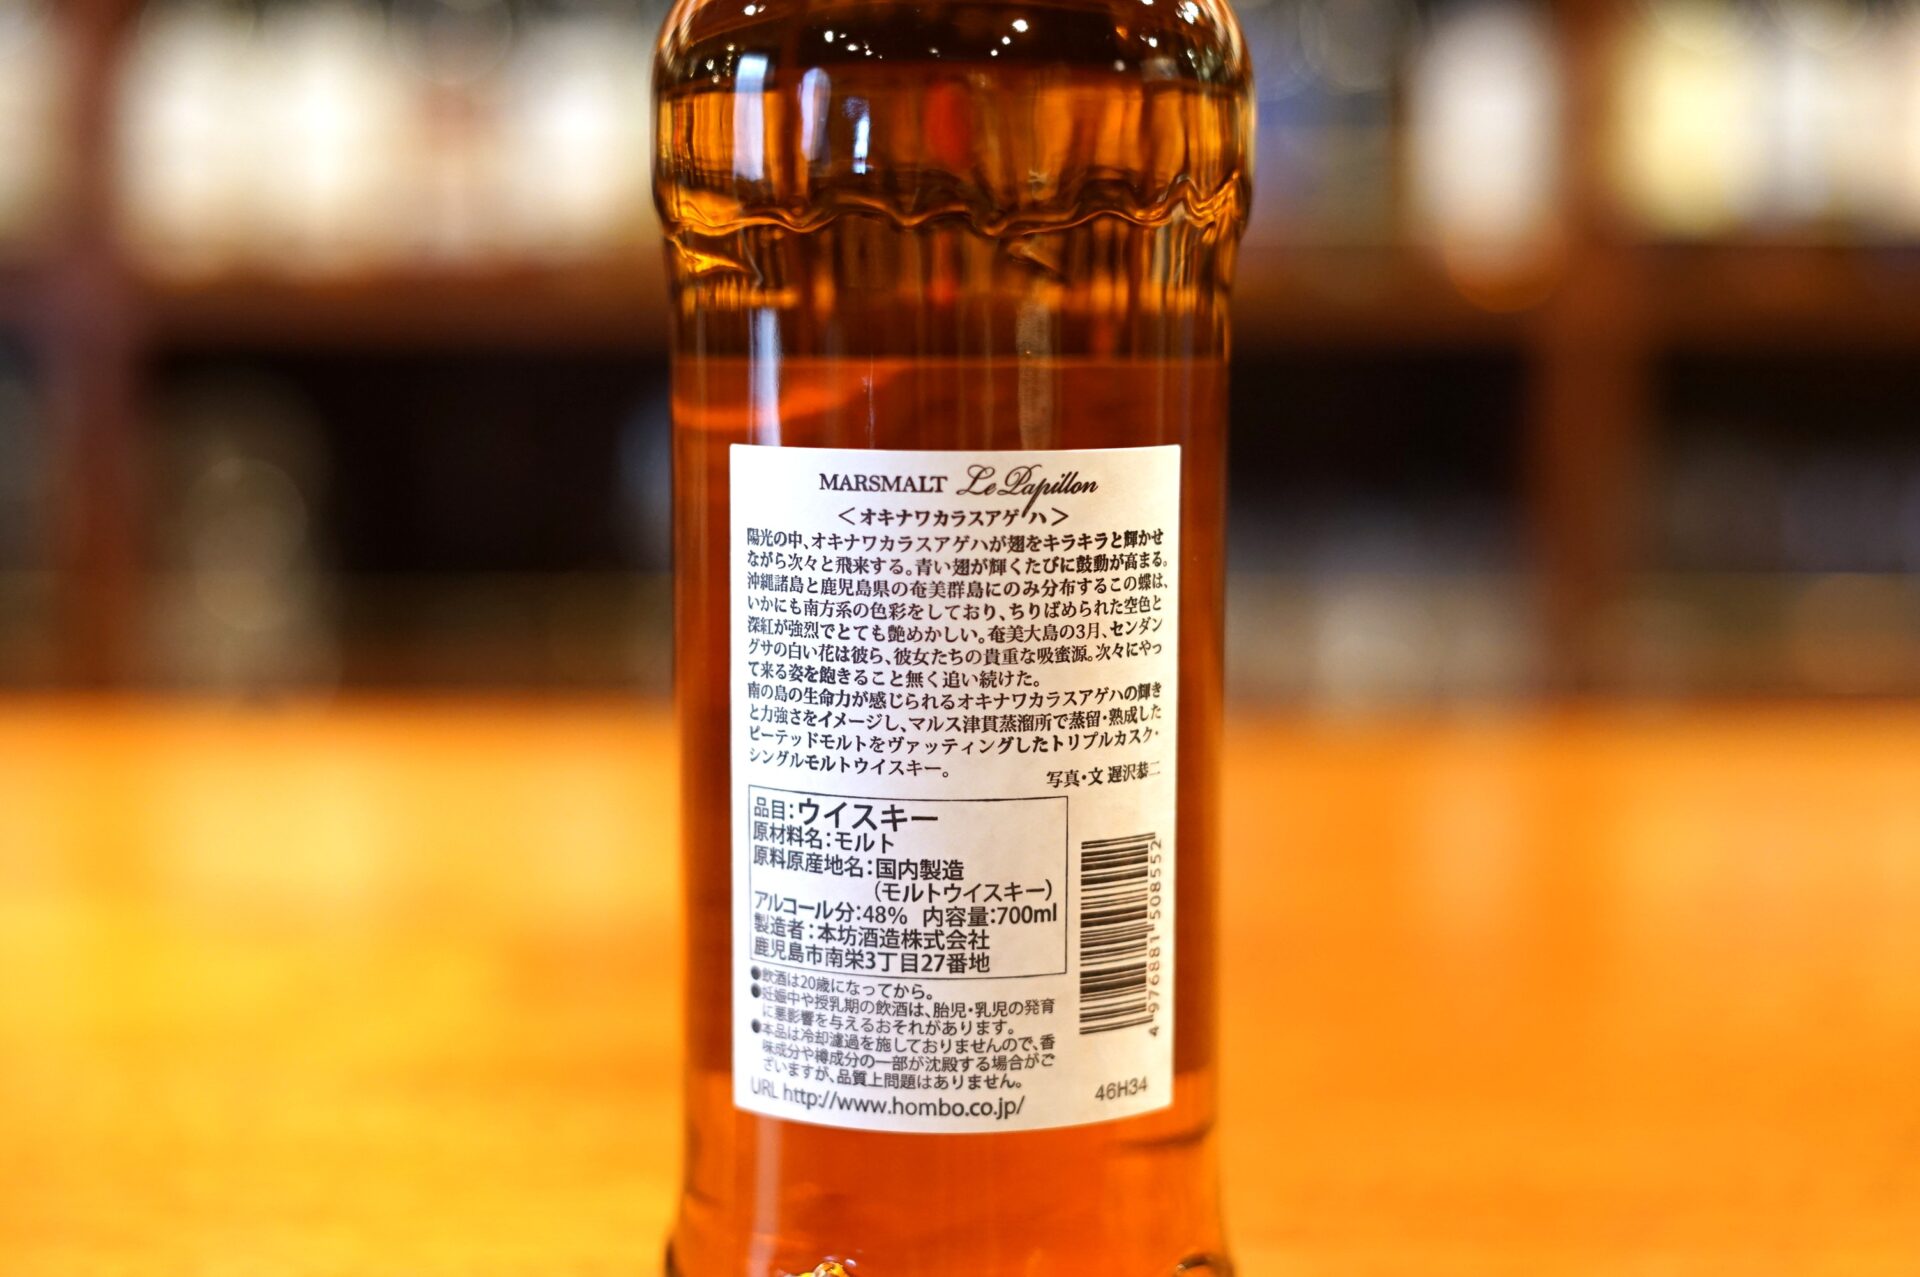 MARSMALT Le Papillon
＜オキナワカラスアゲハ＞
陽光の中、オキナワカラスアゲハが翅をキラキラと輝かせ
ながら次々と飛来する。青い翅が輝くたびに鼓動が高まる。
沖縄諸島と鹿児島県の奄美群島にのみ分布するこの蝶は、
いかにも南方系の色彩をしており、ちりばめられた空色と
深紅が強烈でとても艶めかしい。奄美大島の3月、センダン
グサの白い花は彼ら、彼女たちの貴重な吸蜜源。次々にやっ
て来る姿を飽きること無く追い続けた。
南の島の生命力が感じられるオキナワカラスアゲハの輝き
と力強さをイメージし、マルス津貫蒸溜所で蒸留・熟成した
ピーテッドモルトをヴァッティングしたトリプルカスク・
シングルモルトウイスキー。
写真・文 遅沢恭二
品目：ウイスキー
原材料名：モルト
原料原産地名：国内製造
（モルトウイスキー）
アルコール分：48% 内容量：700ml
製造者：本坊酒造株式会社
鹿児島市南栄3丁目27番地
●飲酒は20歳になってから。
●妊娠中や授乳期の飲酒は、胎児・乳児の発育
に悪影響を与えるおそれがあります。
●本品は冷却濾過を施しておりませんので、香
味成分や樽成分の一部が沈殿する場合がご
ざいますが、品質上問題はありません。
URL http://www.hombo.co.jp/
4 976881 508552
46H34